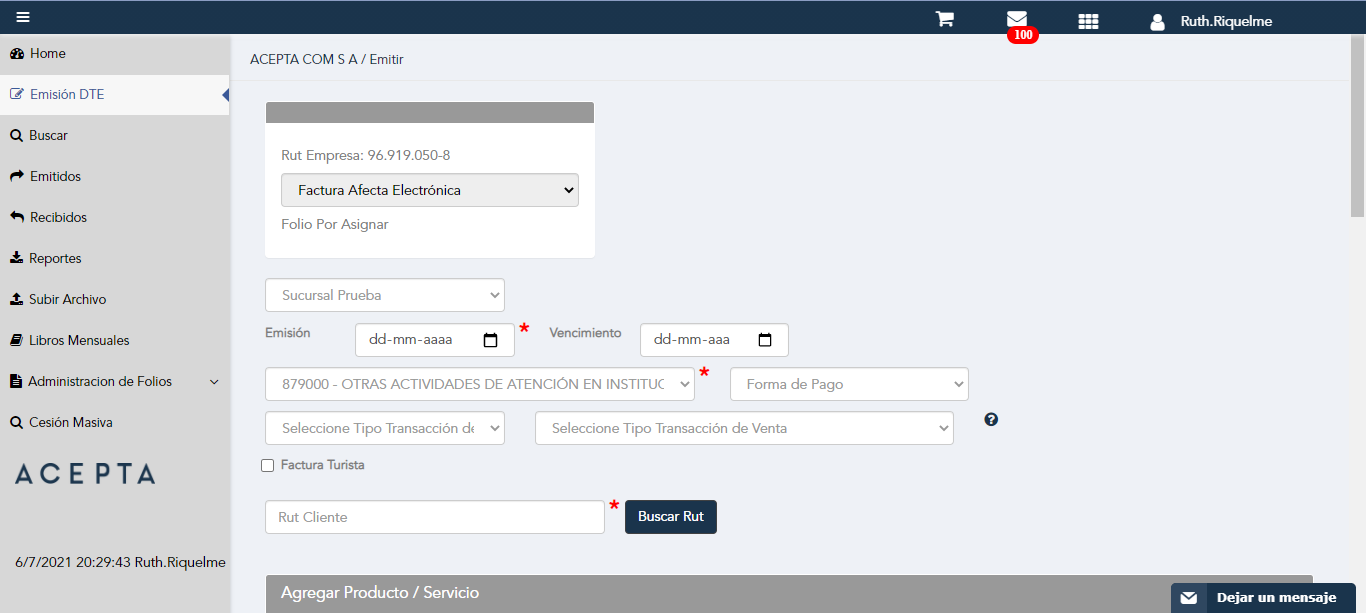 Ruth.Riquelme
100
Home
Emisión DTE
Buscar
Emitidos
Recibidos
Reportes
Subir Archivo
Libros Mensuales
Administracion de Folios
Cesión Masiva
ACEPTA
6/7/2021 20:29:43 Ruth.Riquelme
ACEPTA COM S A / Emitir
Rut Empresa: 96.919.050-8
Factura Afecta Electrónica
Folio Por Asignar
Sucursal Prueba
Emisión dd-mm-aaaa * Vencimiento dd-mm-aaa
879000 - OTRAS ACTIVIDADES DE ATENCIÓN EN INSTITUC * Forma de Pago
Seleccione Tipo Transacción de Seleccione Tipo Transacción de Venta ?
Factura Turista
Rut Cliente * Buscar Rut
Agregar Producto / Servicio
Dejar un mensaje